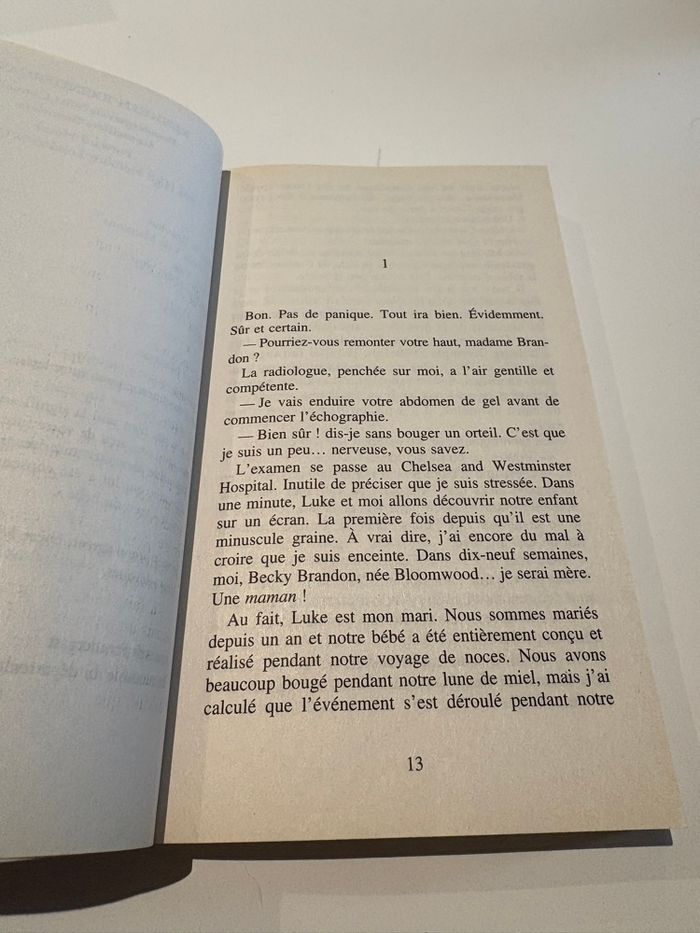 1
Bon. Pas de panique. Tout ira bien. Évidemment.
Sûr et certain.
— Pourriez-vous remonter votre haut, madame Bran-
don ?
La radiologue, penchée sur moi, a l'air gentille et
compétente.
— Je vais enduire votre abdomen de gel avant de
commencer l'échographie.
— Bien sûr ! dis-je sans bouger un orteil. C'est que
je suis un peu… nerveuse, vous savez.
L'examen se passe au Chelsea and Westminster
Hospital. Inutile de préciser que je suis stressée. Dans
une minute, Luke et moi allons découvrir notre enfant
sur un écran. La première fois depuis qu'il est une
minuscule graine. À vrai dire, j'ai encore du mal à
croire que je suis enceinte. Dans dix-neuf semaines,
moi, Becky Brandon, née Bloomwood… je serai mère.
Une maman !
Au fait, Luke est mon mari. Nous sommes mariés
depuis un an et notre bébé a été entièrement conçu et
réalisé pendant notre voyage de noces. Nous avons
beaucoup bougé pendant notre lune de miel, mais j'ai
calculé que l'événement s'est déroulé pendant notre
13